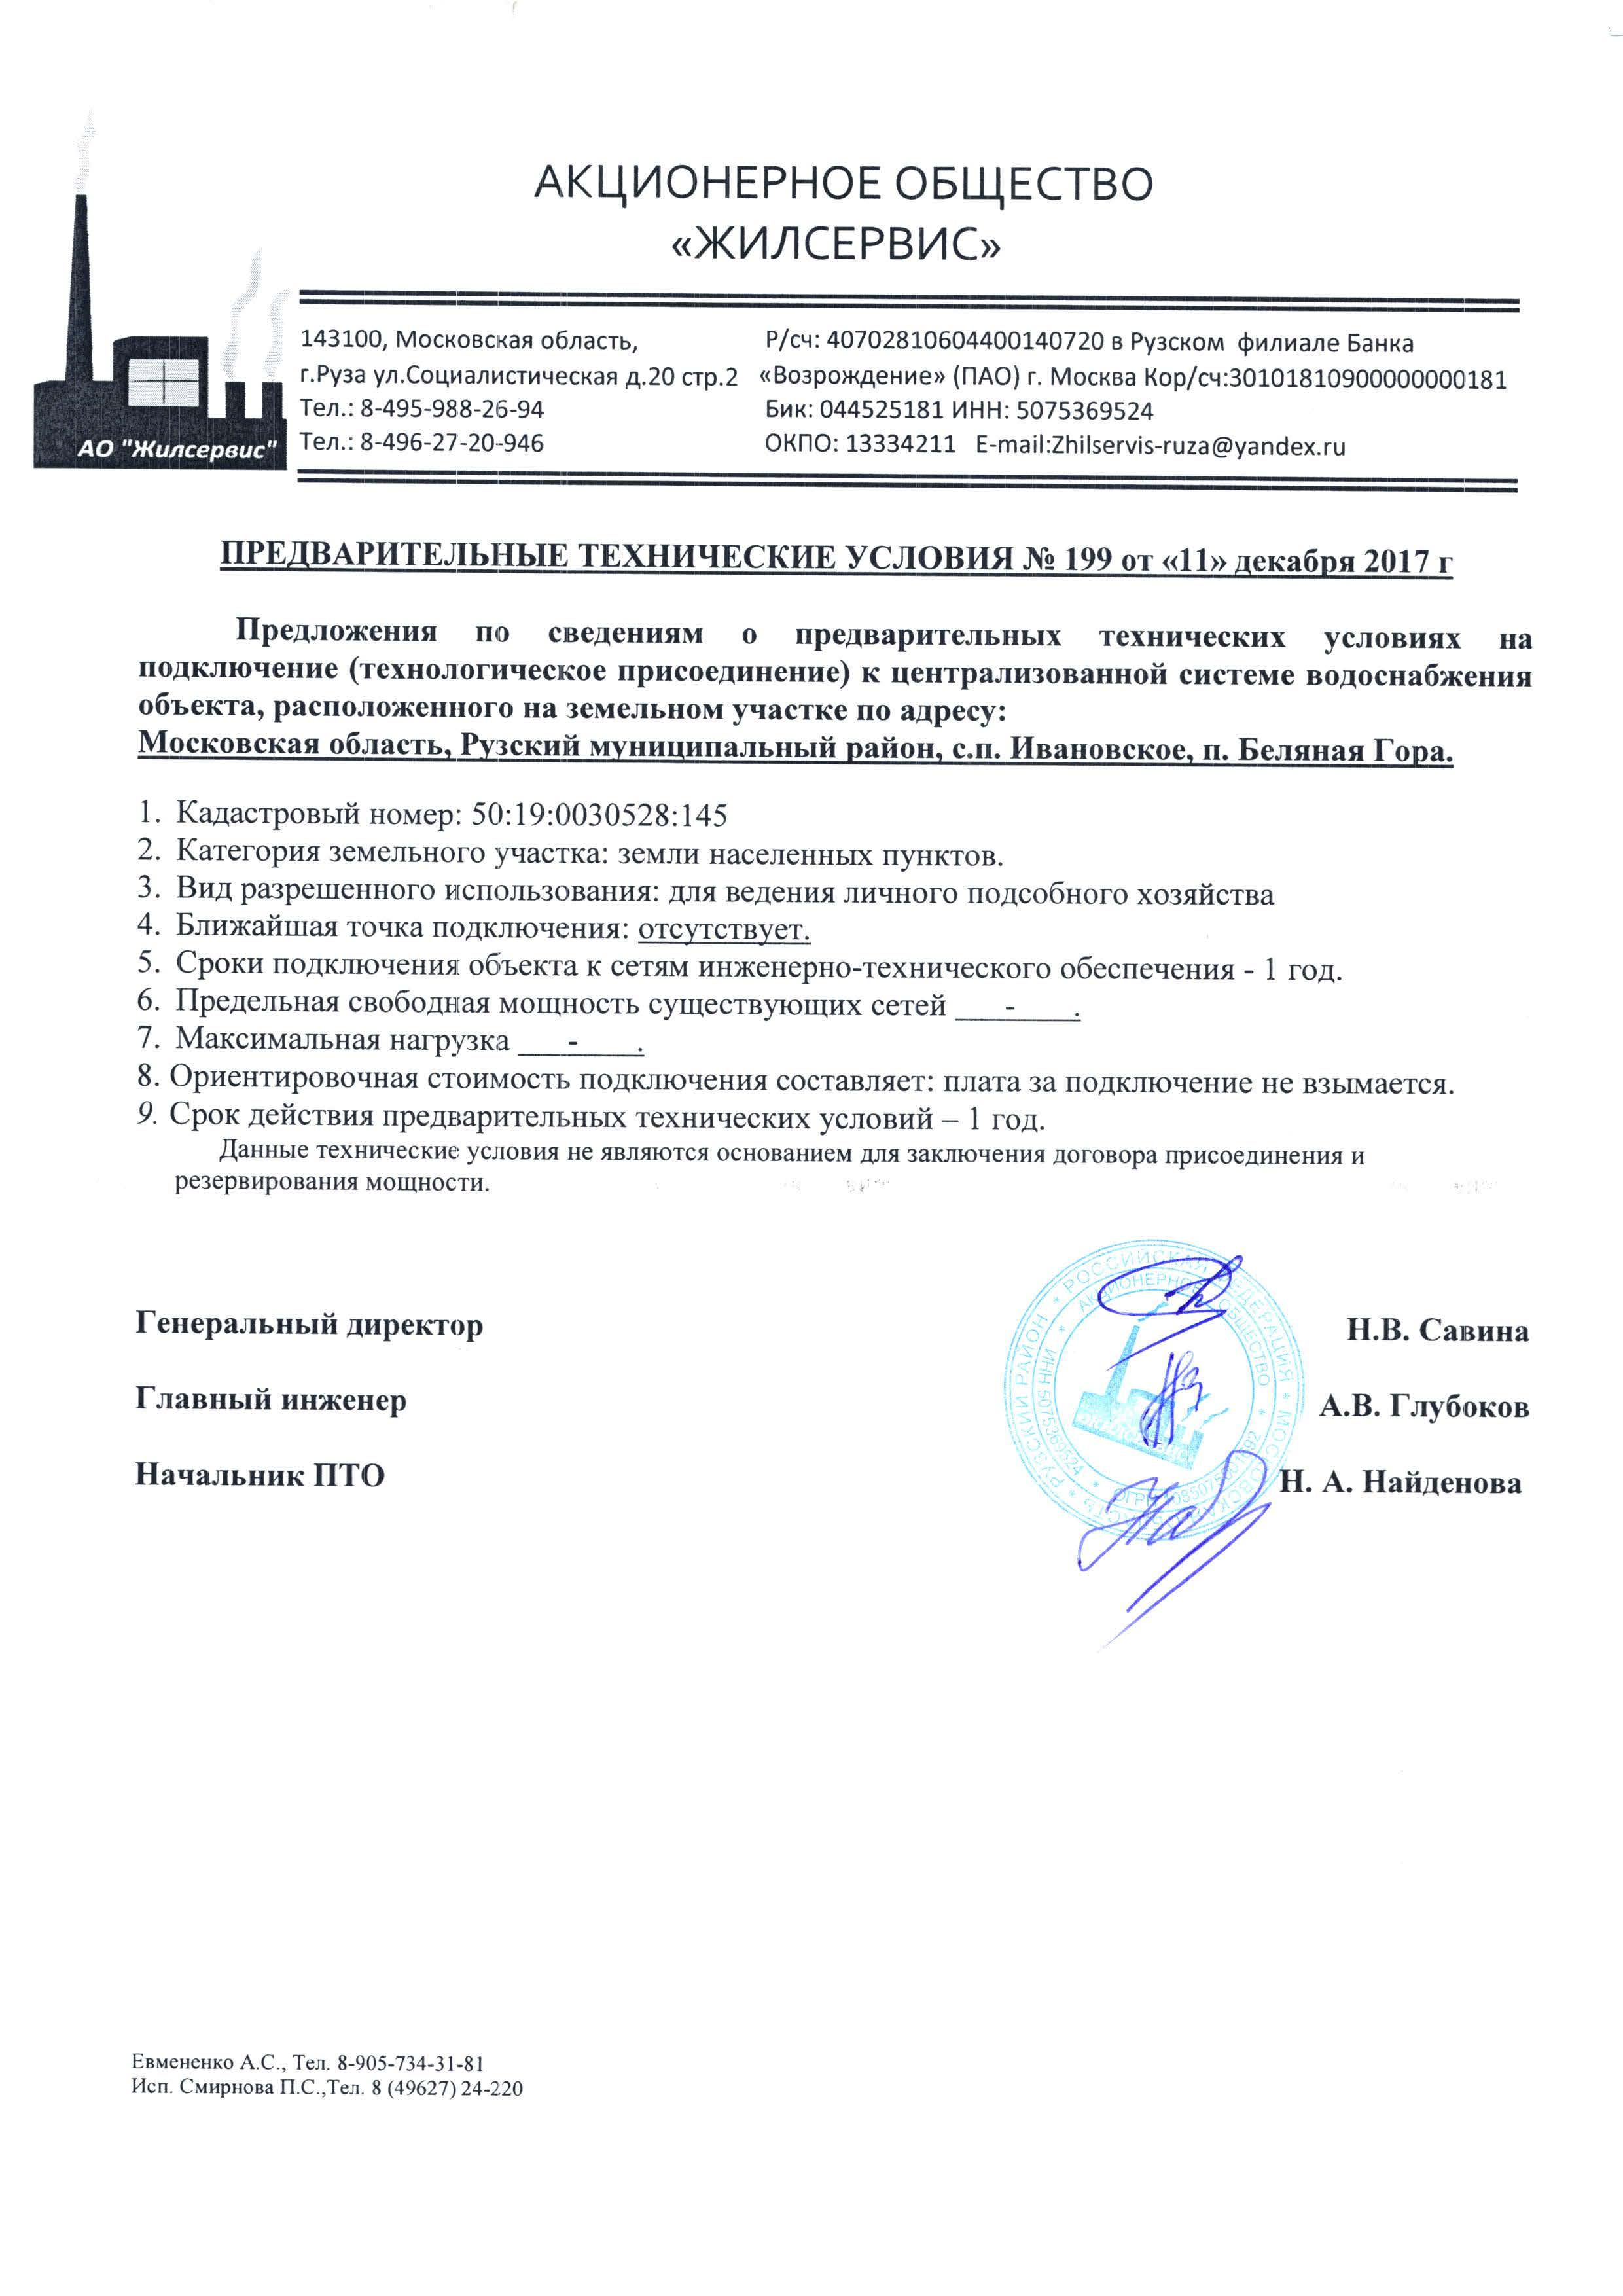 АКЦИОНЕРНОЕ ОБЩЕСТВО
«ЖИЛСЕРВИС»
АО "Жилсервис"
143100, Московская область,
г.Руза ул.Социалистическая д.20 стр.2
Тел.: 8-495-988-26-94
Тел.: 8-496-27-20-946
Р/сч: 40702810604400140720 в Рузском филиале Банка
«Возрождение» (ПАО) г. Москва Кор/сч:30101810900000000181
Бик: 044525181 ИНН: 5075369524
ОКПО: 13334211 E-mail:Zhilservis-ruza@yandex.ru
ПРЕДВАРИТЕЛЬНЫЕ ТЕХНИЧЕСКИЕ УСЛОВИЯ № 199 от «11» декабря 2017 г
Предложения по сведениям о предварительных технических условиях на
подключение (технологическое присоединение) к централизованной системе водоснабжения
объекта, расположенного на земельном участке по адресу:
Московская область, Рузский муниципальный район, с.п. Ивановское, п. Беляная Гора.
1. Кадастровый номер: 50:19:0030528:145
2. Категория земельного участка: земли населенных пунктов.
3. Вид разрешенного использования: для ведения личного подсобного хозяйства
4. Ближайшая точка подключения: отсутствует.
5. Сроки подключения объекта к сетям инженерно-технического обеспечения - 1 год.
6. Предельная свободная мощность существующих сетей ___-____.
7. Максимальная нагрузка ___-____.
8. Ориентировочная стоимость подключения составляет: плата за подключение не взымается.
9. Срок действия предварительных технических условий – 1 год.
Данные технические условия не являются основанием для заключения договора присоединения и
резервирования мощности.
Генеральный директор Н.В. Савина
Главный инженер А.В. Глубоков
Начальник ПТО Н. А. Найденова
РУЗСКИЙ РАЙОН * РОССИЙСКАЯ ФЕДЕРАЦИЯ *
АКЦИОНЕРНОЕ ОБЩЕСТВО
ИНН 5075369524
Евмененко А.С., Тел. 8-905-734-31-81
Исп. Смирнова П.С.,Тел. 8 (49627) 24-220